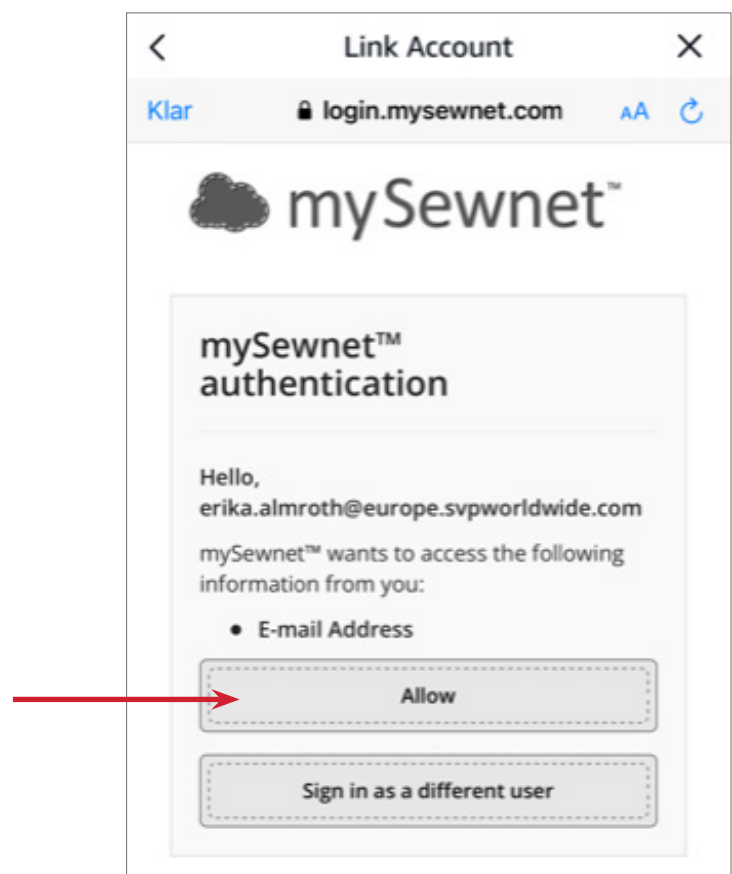 Link Account
Klar login.mysewnet.com AA
mySewnet™
mySewnet™
authentication
Hello,
erika.almroth@europe.svpworldwide.com
mySewnet™ wants to access the following
information from you:
• E-mail Address
Allow
Sign in as a different user